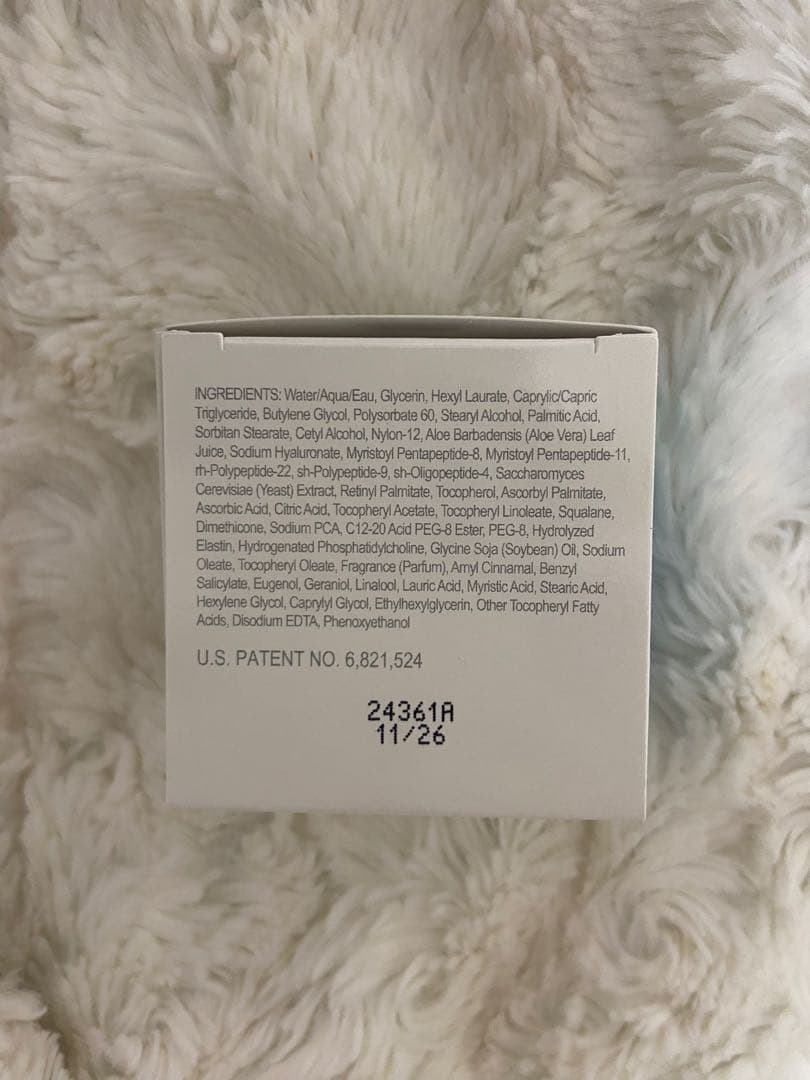 INGREDIENTS: Water/Aqua/Eau, Glycerin, Hexyl Laurate, Caprylic/Capric
Triglyceride, Butylene Glycol, Polysorbate 60, Stearyl Alcohol, Palmitic Acid,
Sorbitan Stearate, Cetyl Alcohol, Nylon-12, Aloe Barbadensis (Aloe Vera) Leaf
Juice, Sodium Hyaluronate, Myristoyl Pentapeptide-8, Myristoyl Pentapeptide-11,
rh-Polypeptide-22, sh-Polypeptide-9, sh-Oligopeptide-4, Saccharomyces
Cerevisiae (Yeast) Extract, Retinyl Palmitate, Tocopherol, Ascorbyl Palmitate,
Ascorbic Acid, Citric Acid, Tocopheryl Acetate, Tocopheryl Linoleate, Squalane,
Dimethicone, Sodium PCA, C12-20 Acid PEG-8 Ester, PEG-8, Hydrolyzed
Elastin, Hydrogenated Phosphatidylcholine, Glycine Soja (Soybean) Oil, Sodium
Oleate, Tocopheryl Oleate, Fragrance (Parfum), Amyl Cinnamal, Benzyl
Salicylate, Eugenol, Geraniol, Linalool, Lauric Acid, Myristic Acid, Stearic Acid,
Hexylene Glycol, Caprylyl Glycol, Ethylhexylglycerin, Other Tocopheryl Fatty
Acids, Disodium EDTA, Phenoxyethanol
U.S. PATENT NO. 6,821,524
24361A
11/26